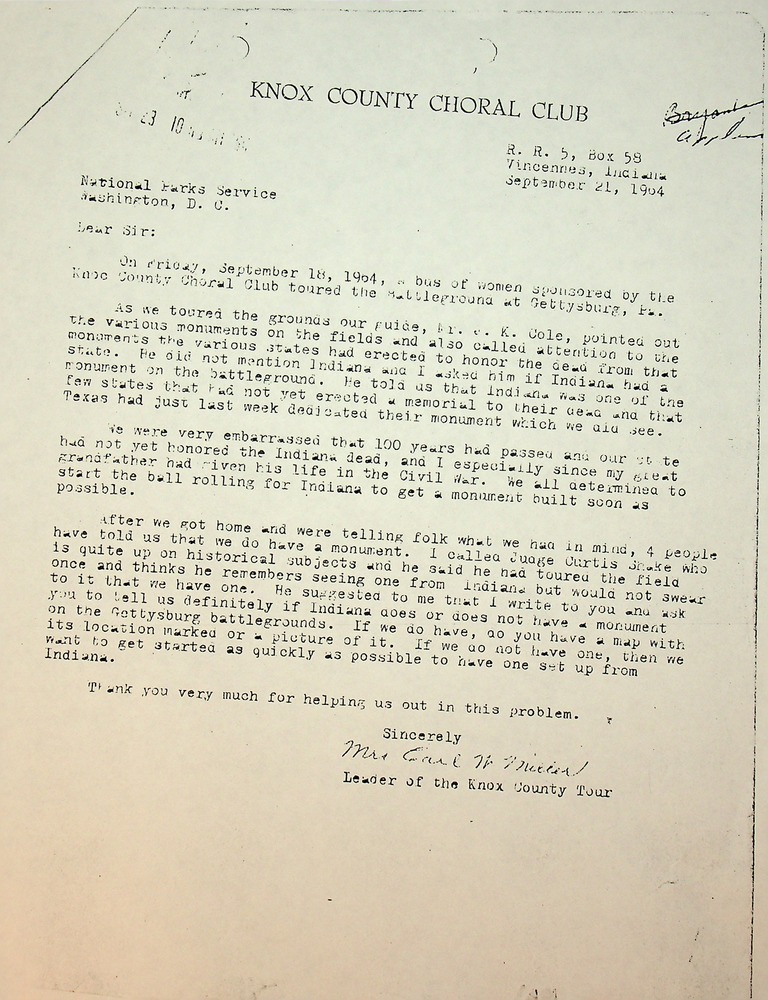 KNOX COUNTY CHORAL CLUB
23 10
R. R. 5, Box 58
Vincennes, Indiana
September 21, 1964
National Parks Service
Washington, D. C.
Dear Sir:
On Friday, September 18, 1964, a bus of women sponsored by the
Knoc County Choral Club toured the Battleground at Gettysburg, Pa.
As we toured the grounds our guide, Mr. K. Cole, pointed out
the various monuments on the fields and also called attention to the
monuments the various states had erected to honor the dead from that
state. He did not mention Indiana and I asked him if Indiana had a
monument on the battleground. He told us that Indiana was one of the
few states that had not yet erected a memorial to their dead and that
Texas had just last week dedicated their monument which we did see.
We were very embarrassed that 100 years had passed and our state
had not yet honored the Indiana dead, and I especially since my great
grandfather had given his life in the Civil War. We all determined to
start the ball rolling for Indiana to get a monument built soon as
possible.
After we got home and were telling folk what we had in mind, 4 people
have told us that we do have a monument. I called Judge Curtis Shake who
is quite up on historical subjects and he said he had toured the field
once and thinks he remembers seeing one from Indiana but would not swear
to it that we have one. He suggested to me that I write to you and ask
you to tell us definitely if Indiana does or does not have a monument
on the Gettysburg battlegrounds. If we do have, do you have a map with
its location marked or a picture of it. If we do not have one, then we
want to get started as quickly as possible to have one set up from
Indiana.
Thank you very much for helping us out in this problem.
Sincerely
Mrs Earl W Miller
Leader of the Knox County Tour